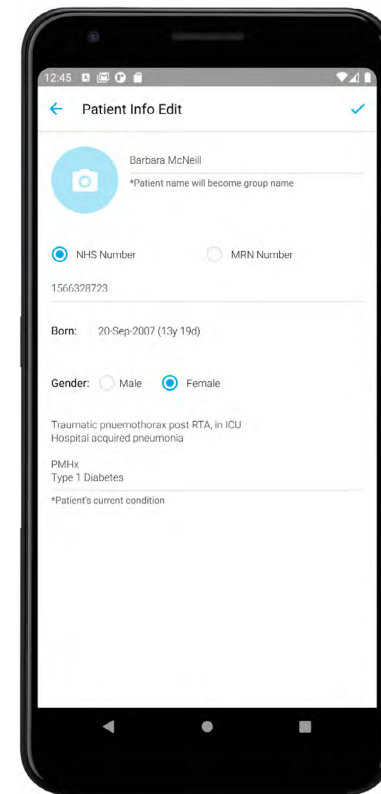 12:45
Patient Info Edit
Barbara McNeill
*Patient name will become group name
NHS Number MRN Number
1566328723
Born: 20-Sep-2007 (13y 19d)
Gender: Male Female
Traumatic pnuemothorax post RTA, in ICU
Hospital acquired pneumonia
PMHx
Type 1 Diabetes
*Patient's current condition